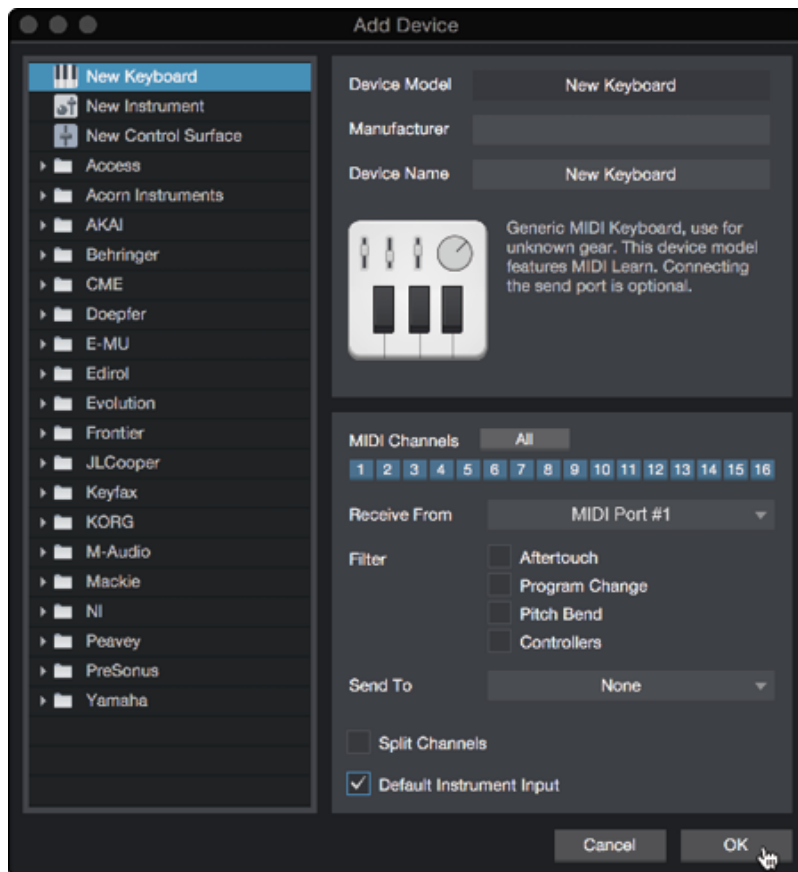 Add Device
New Keyboard
New Instrument
New Control Surface
Access
Acorn Instruments
AKAI
Behringer
CME
Doepfer
E-MU
Edirol
Evolution
Frontier
JLCooper
Keyfax
KORG
M-Audio
Mackie
NI
Peavey
PreSonus
Yamaha
Device Model New Keyboard
Manufacturer
Device Name New Keyboard
Generic MIDI Keyboard, use for
unknown gear. This device model
features MIDI Learn. Connecting
the send port is optional.
MIDI Channels All
1 2 3 4 5 6 7 8 9 10 11 12 13 14 15 16
Receive From MIDI Port #1
Filter Aftertouch
Program Change
Pitch Bend
Controllers
Send To None
Split Channels
Default Instrument Input
Cancel OK